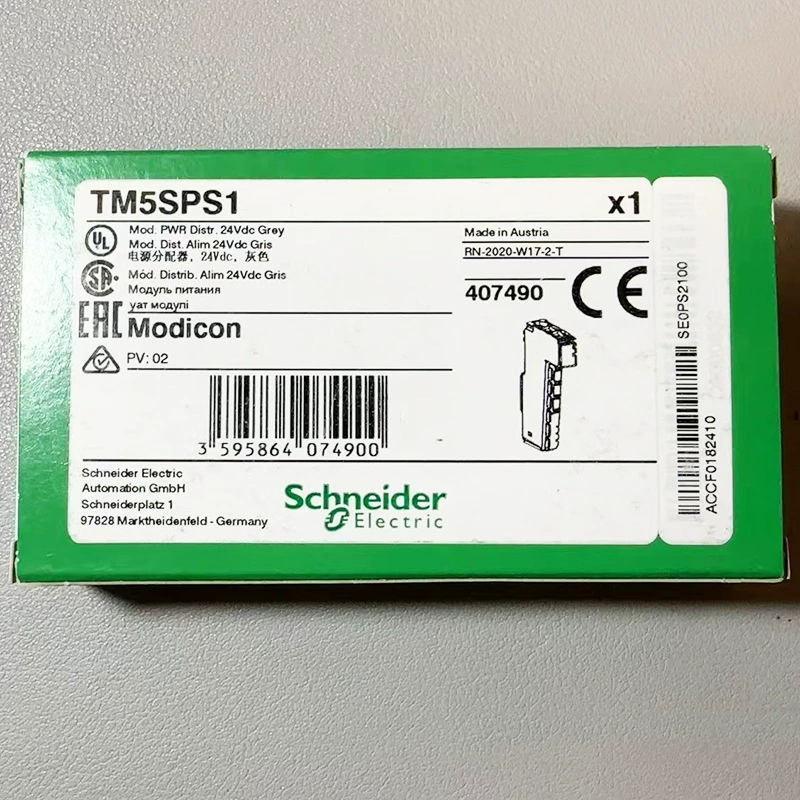 TM5SPS1
x1
Mod. PWR Distr. 24Vdc Grey
Mod. Dist. Alim 24Vdc Gris
电源分配器, 24Vdc, 灰色
Mód. Distrib. Alim 24Vdc Gris
Модуль питания
уат модулі
Modicon
PV: 02
UL
SA
EAC
Made in Austria
RN-2020-W17-2-T
407490
CE
3 595864 074900
Schneider Electric
Automation GmbH
Schneiderplatz 1
97828 Marktheidenfeld - Germany
Schneider
Electric
SE0PS2100
ACCF0182410